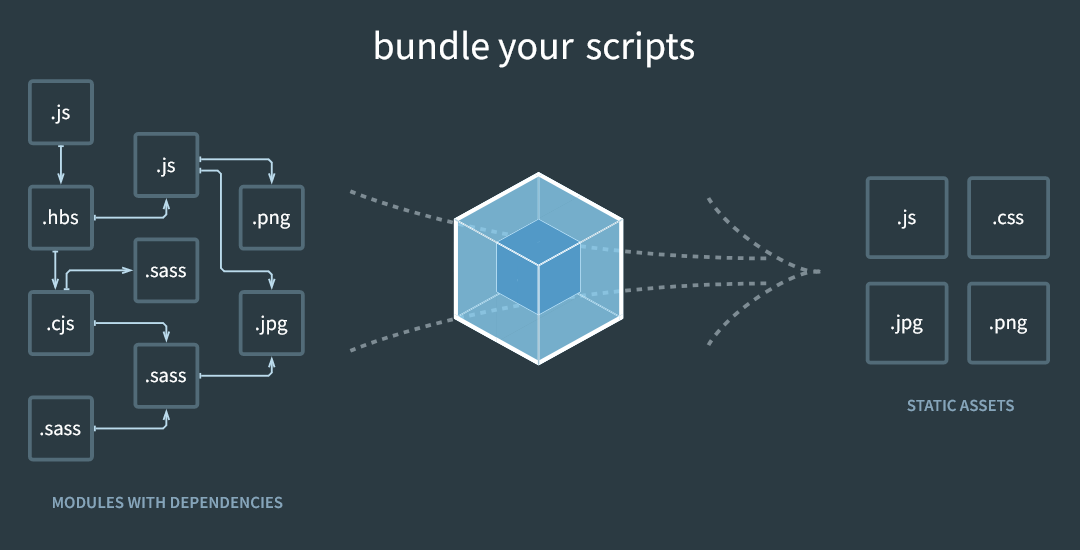 bundle your scripts
.js
.js
.hbs
.png
.sass
.cjs
.jpg
.sass
.sass
MODULES WITH DEPENDENCIES
.js
.css
.jpg
.png
STATIC ASSETS